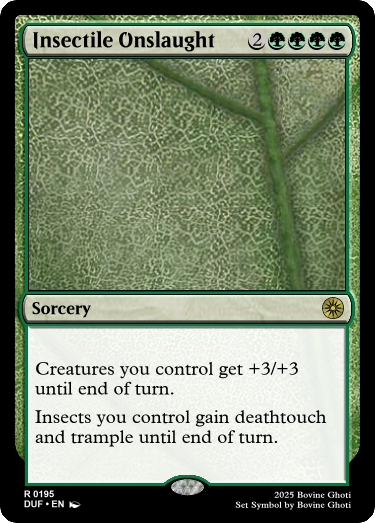 Insectile Onslaught 2
Sorcery
Creatures you control get +3/+3
until end of turn.
Insects you control gain deathtouch
and trample until end of turn.
R 0195
DUF • EN
2025 Bovine Ghoti
Set Symbol by Bovine Ghoti